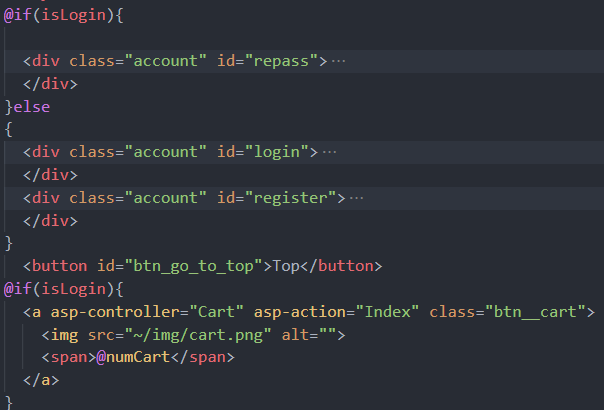 @if(isLogin){
<div class="account" id="repass">···
</div>
}else
{
<div class="account" id="login">···
</div>
<div class="account" id="register">···
</div>
}
<button id="btn_go_to_top">Top</button>
@if(isLogin){
<a asp-controller="Cart" asp-action="Index" class="btn__cart">
<img src="~/img/cart.png" alt="">
<span>@numCart</span>
</a>
}